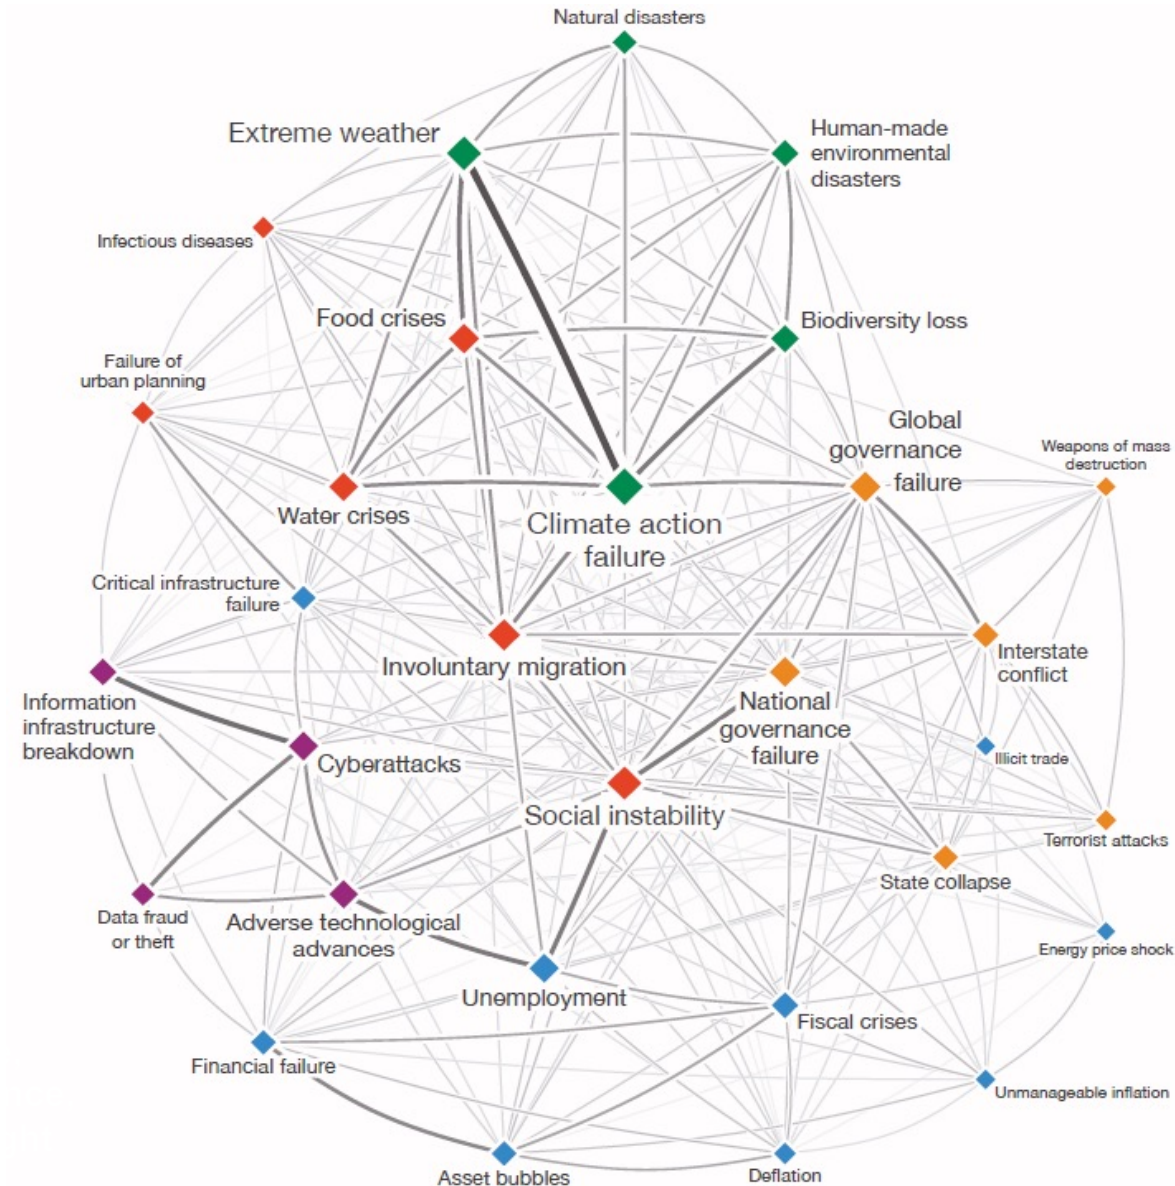 Natural disasters
Extreme weather
Human-made
environmental
disasters
Infectious diseases
Food crises
Biodiversity loss
Failure of
urban planning
Global
governance
failure
Weapons of mass
destruction
Water crises
Climate action
failure
Critical infrastructure
failure
Involuntary migration
Interstate
conflict
Information
infrastructure
breakdown
National
governance
failure
Cyberattacks
Illicit trade
Social instability
Terrorist attacks
State collapse
Data fraud
or theft
Adverse technological
advances
Energy price shock
Unemployment
Fiscal crises
Financial failure
Unmanageable inflation
Asset bubbles
Deflation